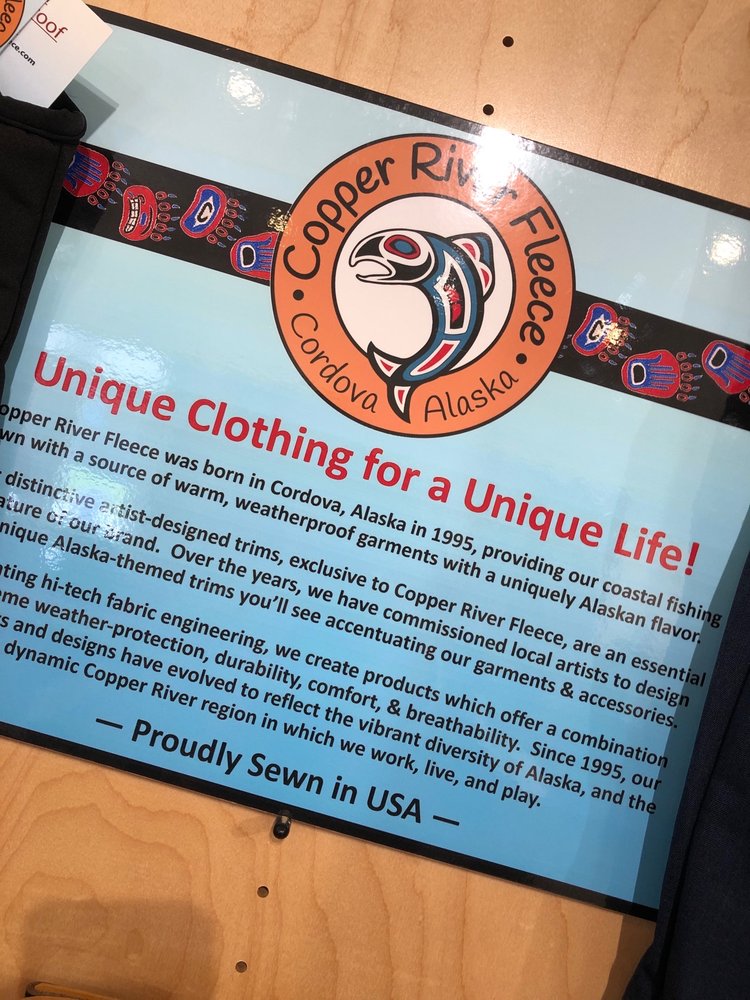 oof
ce.com
Copper River Fleece
Cordova Alaska
Unique Clothing for a Unique Life!
opper River Fleece was born in Cordova, Alaska in 1995, providing our coastal fishing
wn with a source of warm, weatherproof garments with a uniquely Alaskan flavor.
distinctive artist-designed trims, exclusive to Copper River Fleece, are an essential
ature of our brand. Over the years, we have commissioned local artists to design
nique Alaska-themed trims you'll see accentuating our garments & accessories.
ating hi-tech fabric engineering, we create products which offer a combination
me weather-protection, durability, comfort, & breathability. Since 1995, our
s and designs have evolved to reflect the vibrant diversity of Alaska, and the
dynamic Copper River region in which we work, live, and play.
— Proudly Sewn in USA —